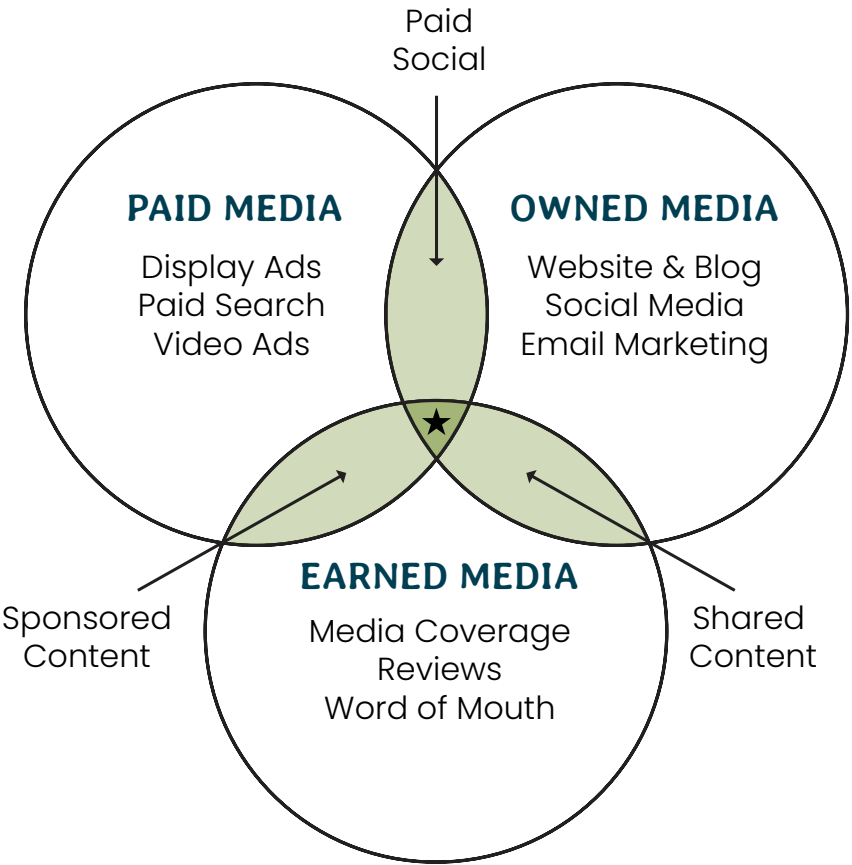 Paid
Social
PAID MEDIA
Display Ads
Paid Search
Video Ads
OWNED MEDIA
Website & Blog
Social Media
Email Marketing
EARNED MEDIA
Media Coverage
Reviews
Word of Mouth
Sponsored
Content
Shared
Content